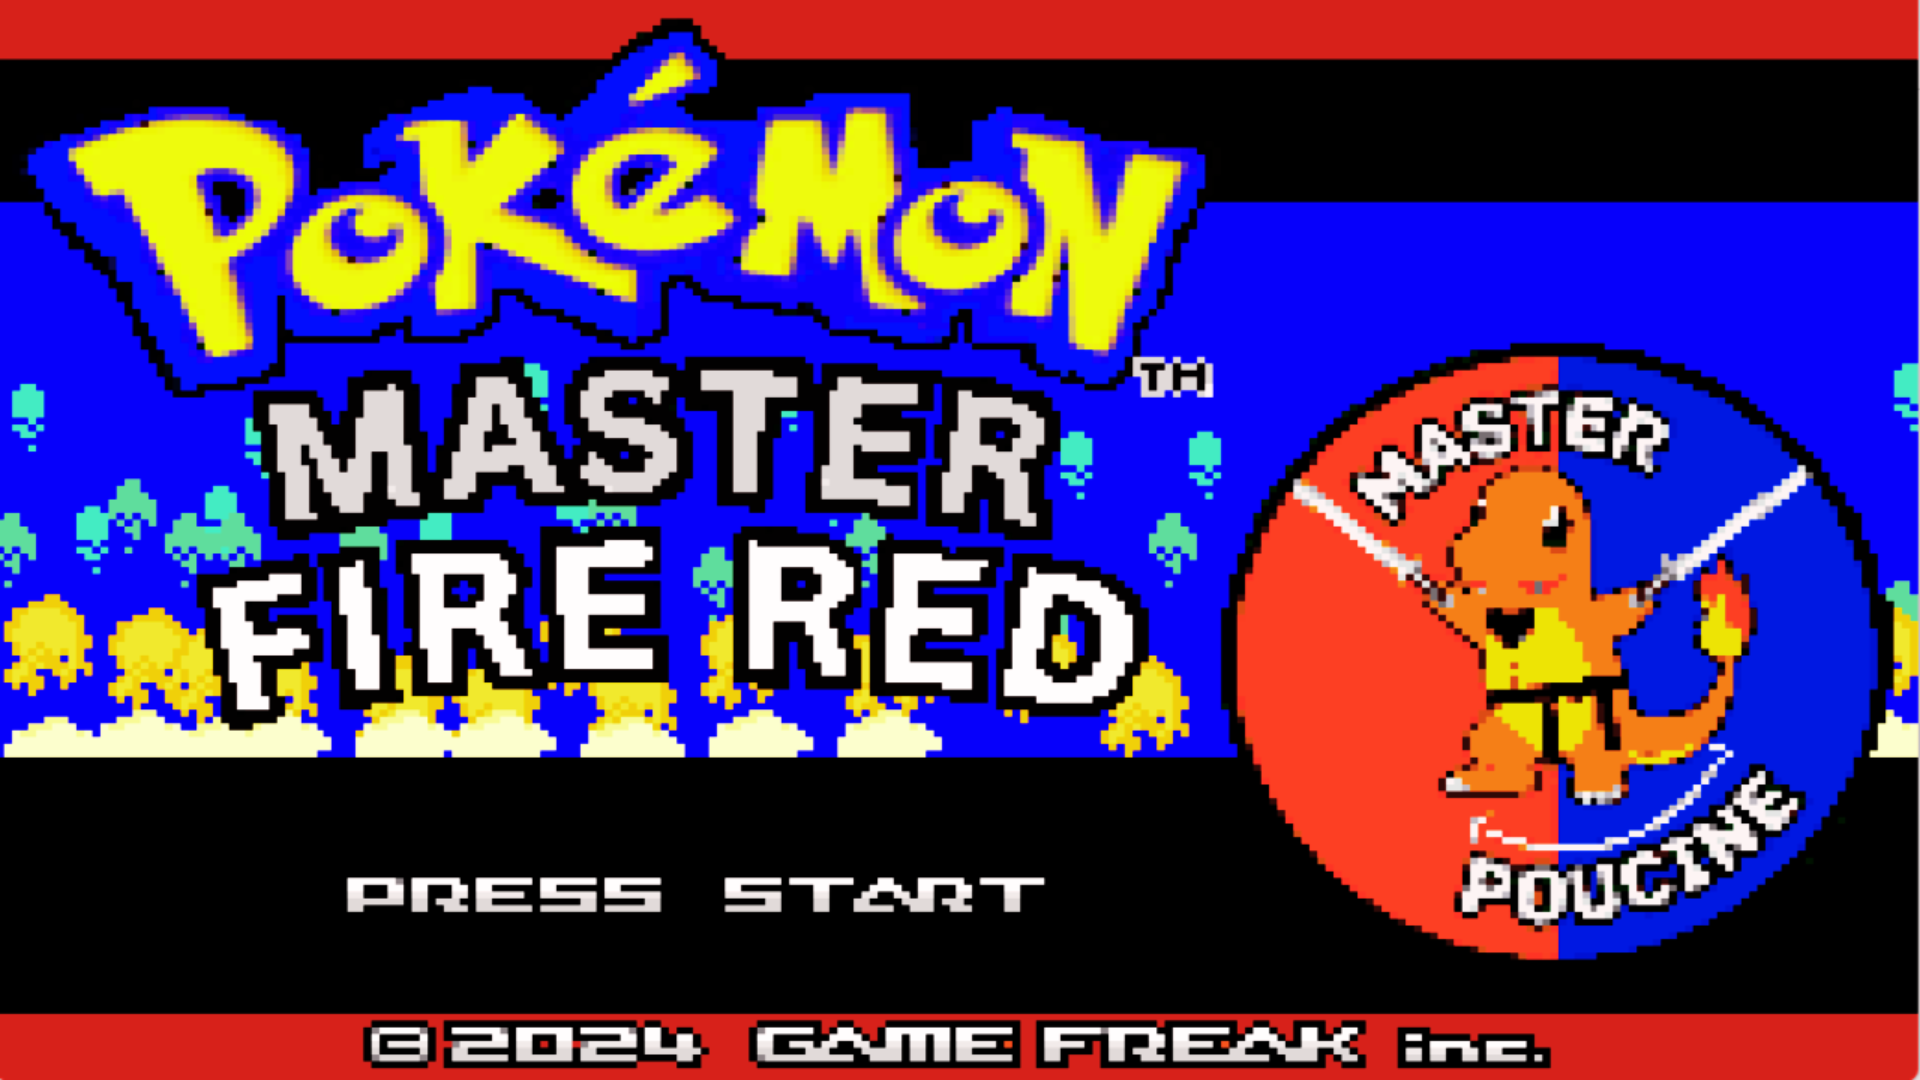 POKéMON
TM
MASTER
FIRE RED
MASTER
POUCINE
PRESS START
© 2024 GAME FREAK inc.